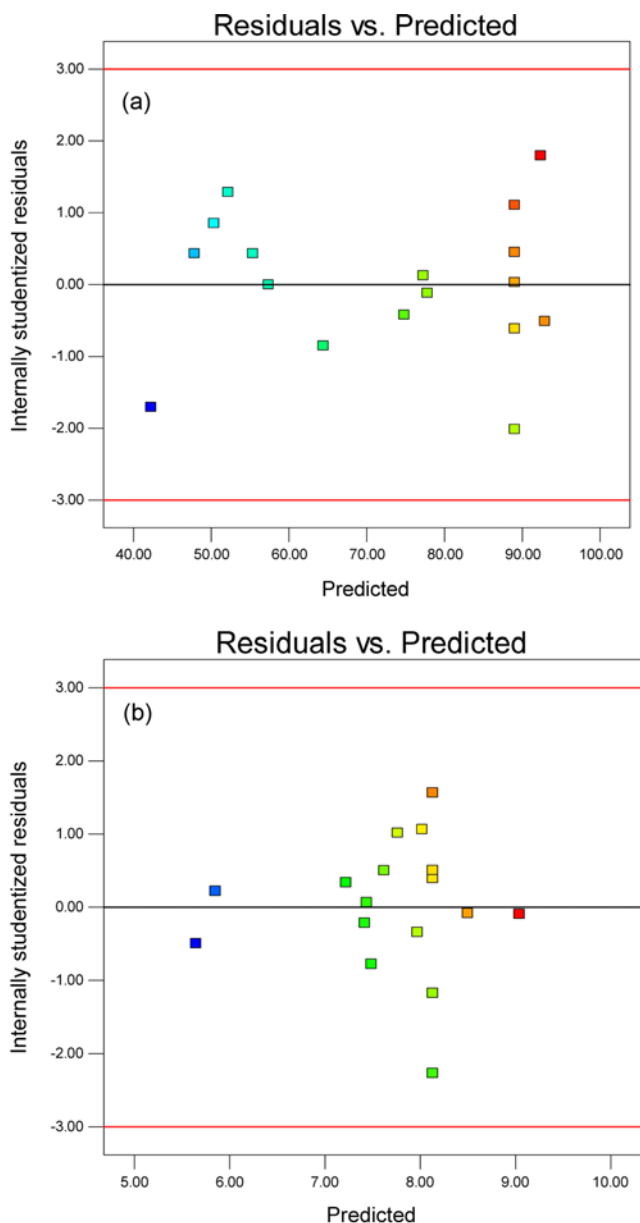 Residuals vs. Predicted
(a)
Internally studentized residuals
3.00
2.00
1.00
0.00
-1.00
-2.00
-3.00
40.00 50.00 60.00 70.00 80.00 90.00 100.00
Predicted
Residuals vs. Predicted
(b)
Internally studentized residuals
3.00
2.00
1.00
0.00
-1.00
-2.00
-3.00
5.00 6.00 7.00 8.00 9.00 10.00
Predicted